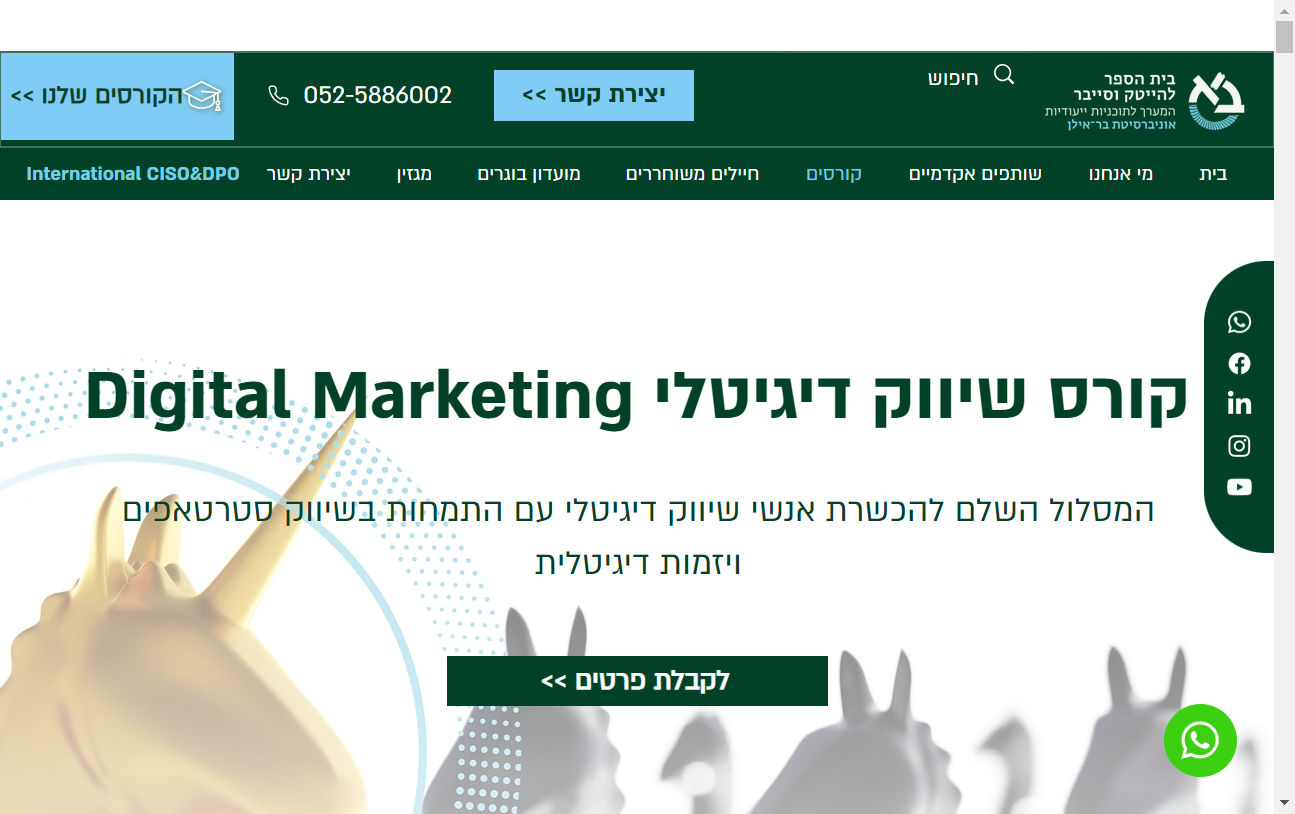 בית הספר
להייטק וסייבר
המערך לתוכניות ייעודיות
אוניברסיטת בר־אילן
חיפוש
יצירת קשר >>
052-5886002
הקורסים שלנו >>
בית
מי אנחנו
שותפים אקדמיים
קורסים
חיילים משוחררים
מועדון בוגרים
מגזין
יצירת קשר
International CISO&DPO
קורס שיווק דיגיטלי Digital Marketing
המסלול השלם להכשרת אנשי שיווק דיגיטלי עם התמחות בשיווק סטרטאפים
ויזמות דיגיטלית
לקבלת פרטים >>